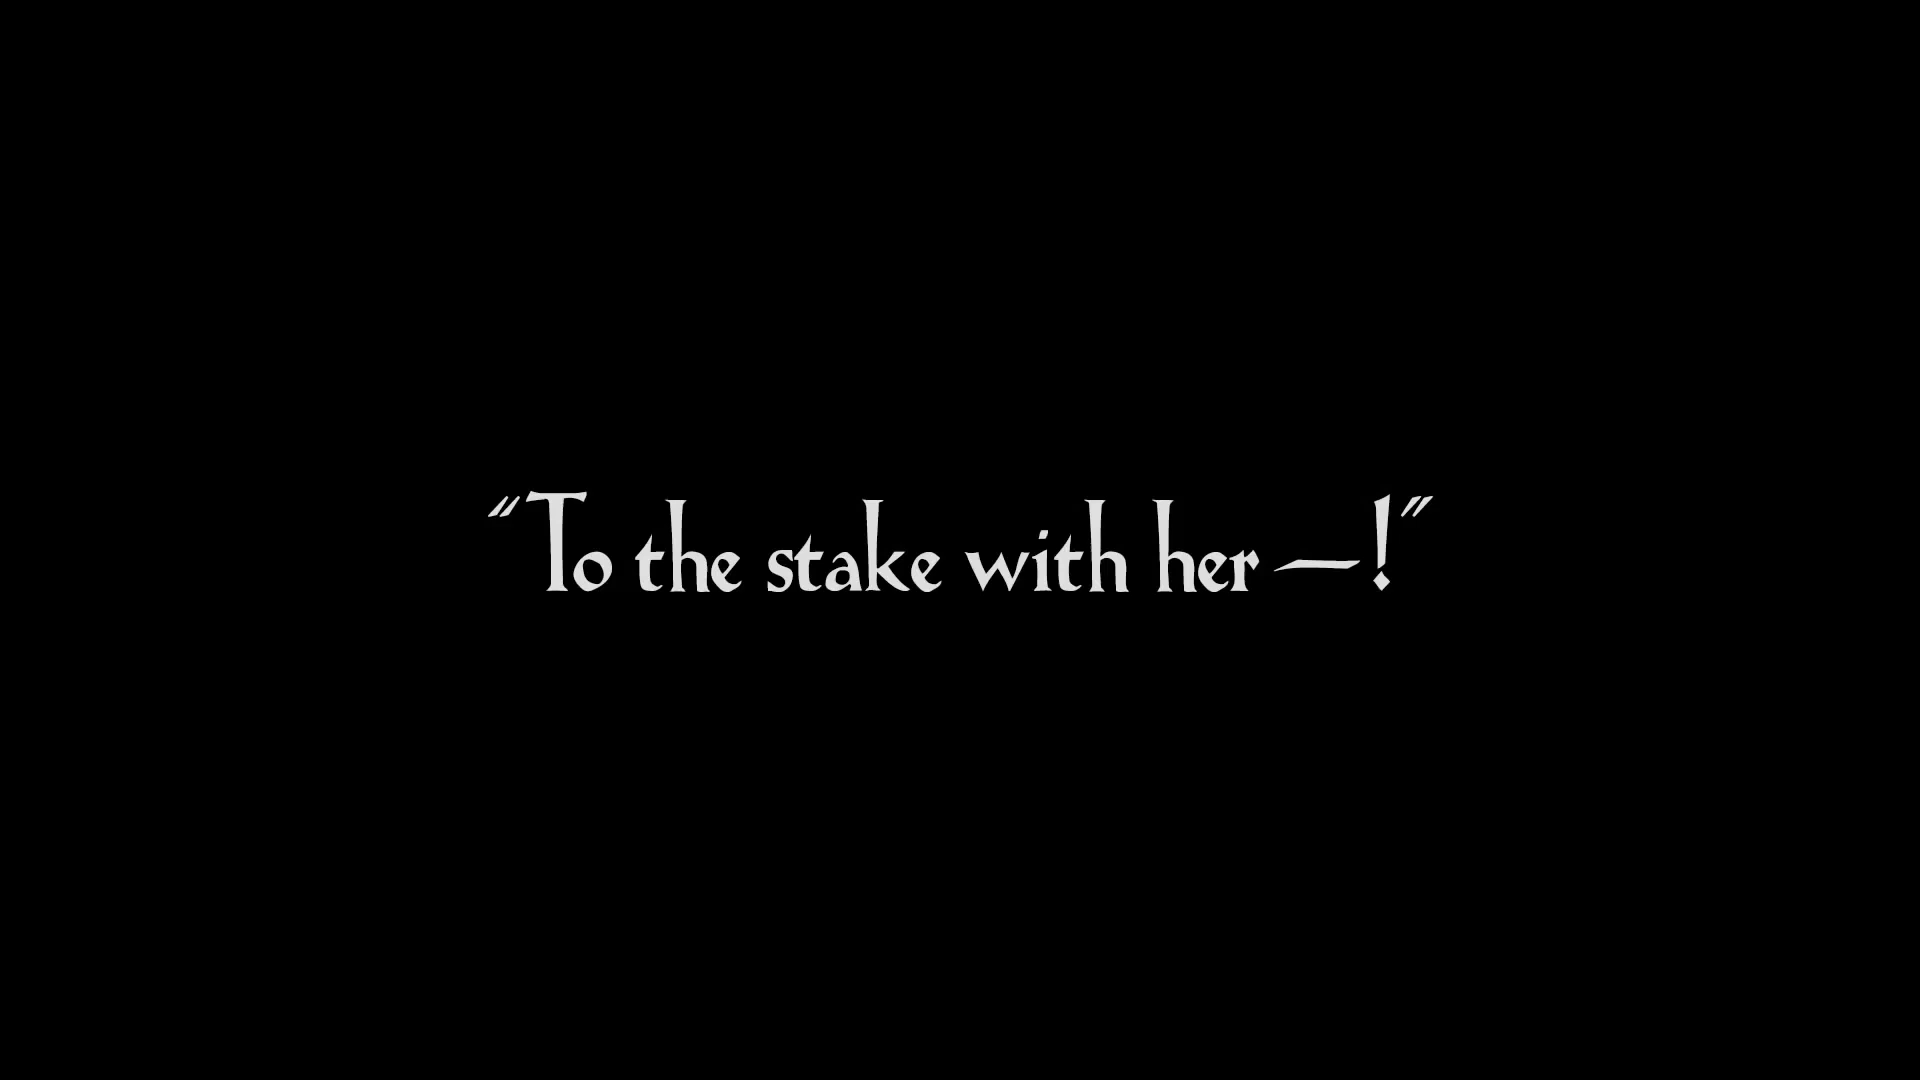 “To the stake with her —!”